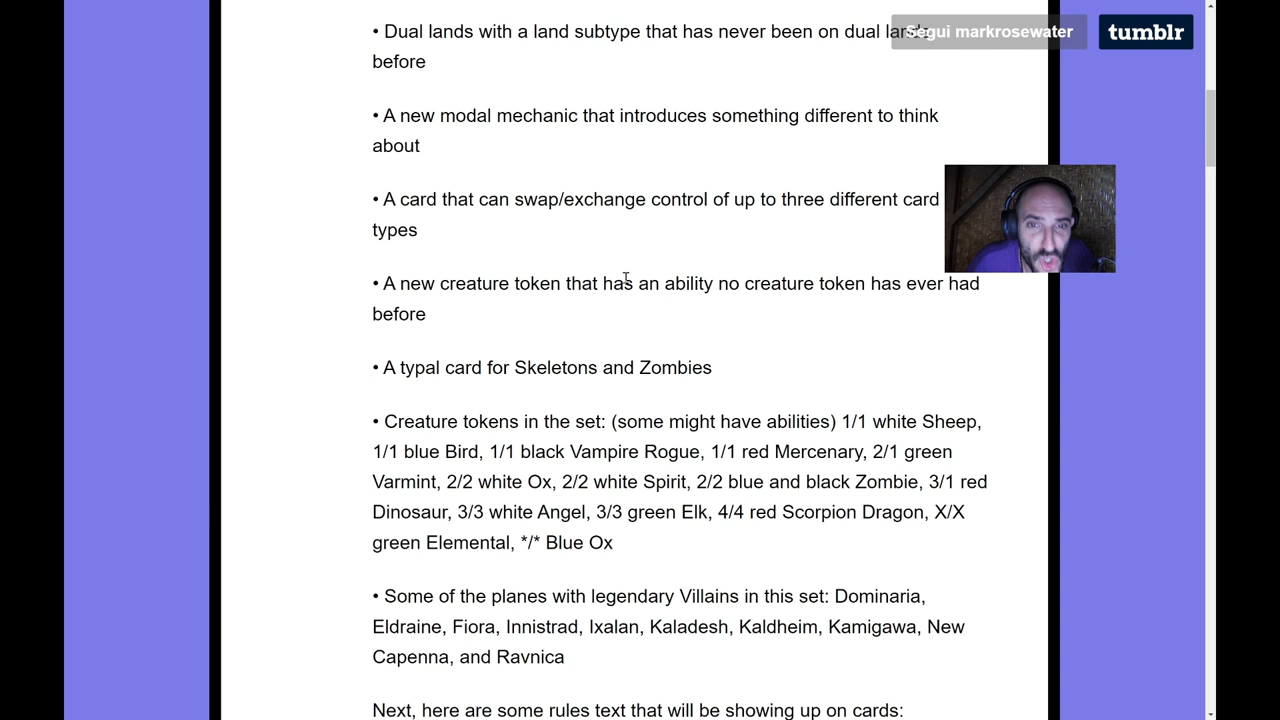 • Dual lands with a land subtype that has never been on dual lands
before
Segui markrosewater
tumblr
• A new modal mechanic that introduces something different to think
about
• A card that can swap/exchange control of up to three different card
types
• A new creature token that has an ability no creature token has ever had
before
• A typal card for Skeletons and Zombies
• Creature tokens in the set: (some might have abilities) 1/1 white Sheep,
1/1 blue Bird, 1/1 black Vampire Rogue, 1/1 red Mercenary, 2/1 green
Varmint, 2/2 white Ox, 2/2 white Spirit, 2/2 blue and black Zombie, 3/1 red
Dinosaur, 3/3 white Angel, 3/3 green Elk, 4/4 red Scorpion Dragon, X/X
green Elemental, */* Blue Ox
• Some of the planes with legendary Villains in this set: Dominaria,
Eldraine, Fiora, Innistrad, Ixalan, Kaladesh, Kaldheim, Kamigawa, New
Capenna, and Ravnica
Next, here are some rules text that will be showing up on cards: